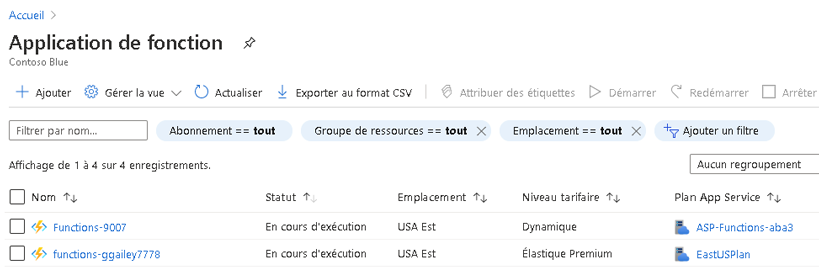 Accueil
Application de fonction
Contoso Blue
Ajouter Gérer la vue Actualiser Exporter au format CSV Attribuer des étiquettes Démarrer Redémarrer Arrêter
Filtrer par nom... Abonnement == tout Groupe de ressources == tout Emplacement == tout Ajouter un filtre
Affichage de 1 à 4 sur 4 enregistrements.
Aucun regroupement
Nom Statut Emplacement Niveau tarifaire Plan App Service
Functions-9007 En cours d'exécution USA Est Dynamique ASP-Functions-aba3
functions-ggailey7778 En cours d'exécution USA Est Élastique Premium EastUSPlan